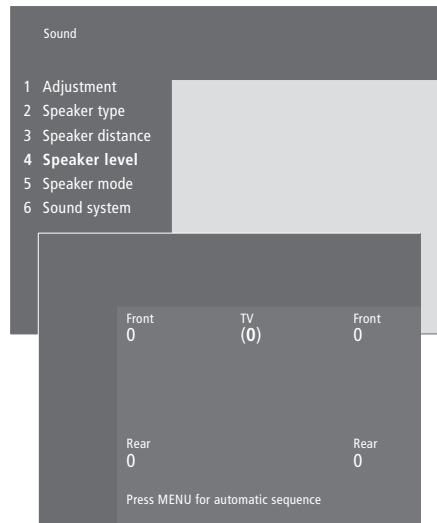 Sound
1 Adjustment
2 Speaker type
3 Speaker distance
4 Speaker level
5 Speaker mode
6 Sound system
Front TV Front
0 (0) 0
Rear Rear
0 0
Press MENU for automatic sequence